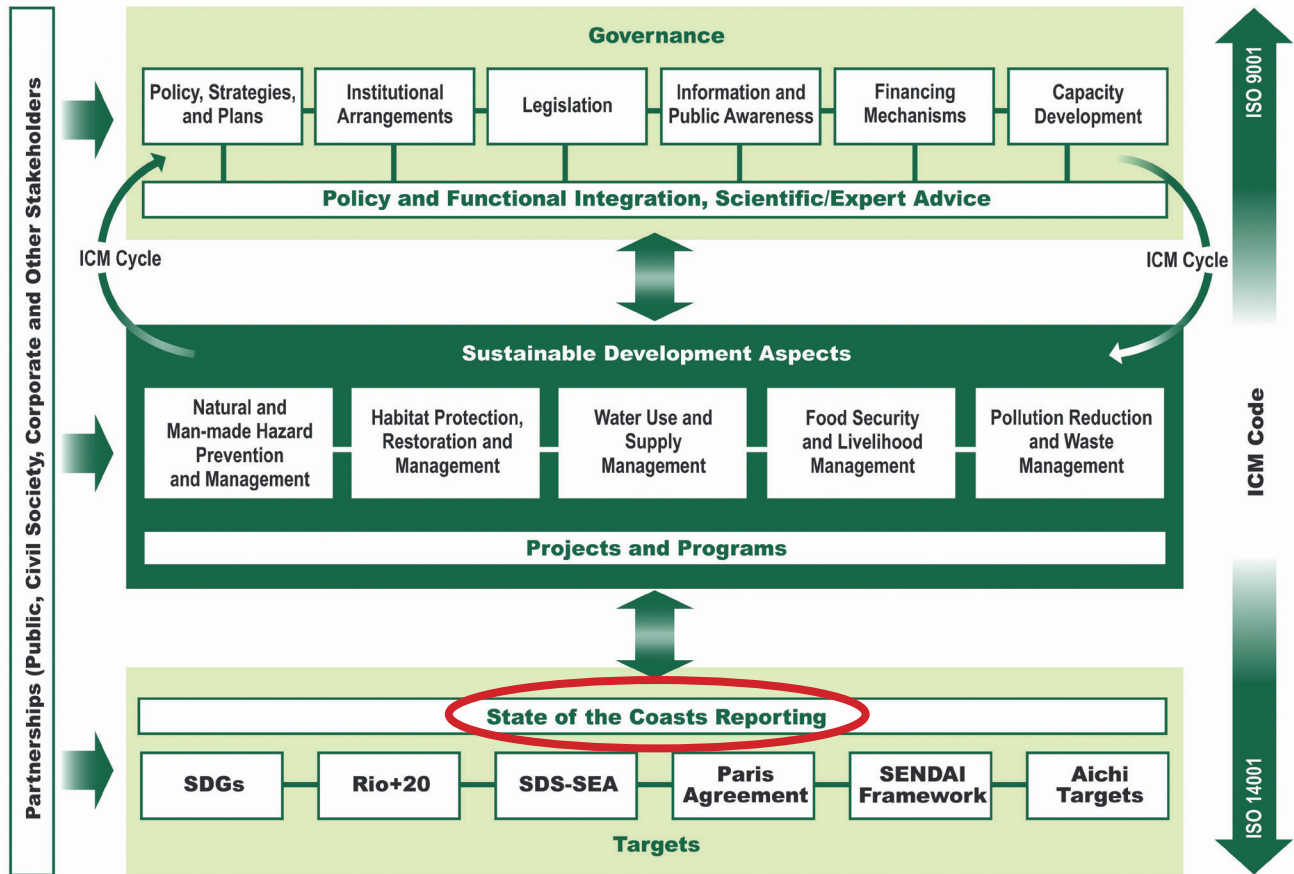 Partnerships (Public, Civil Society, Corporate and Other Stakeholders
Governance
Policy, Strategies,
and Plans
Institutional
Arrangements
Legislation
Information and
Public Awareness
Financing
Mechanisms
Capacity
Development
Policy and Functional Integration, Scientific/Expert Advice
ICM Cycle
ICM Cycle
Sustainable Development Aspects
Natural and
Man-made Hazard
Prevention
and Management
Habitat Protection,
Restoration and
Management
Water Use and
Supply
Management
Food Security
and Livelihood
Management
Pollution Reduction
and Waste
Management
Projects and Programs
State of the Coasts Reporting
SDGs
Rio+20
SDS-SEA
Paris
Agreement
SENDAI
Framework
Aichi
Targets
Targets
ISO 9001
ICM Code
ISO 14001